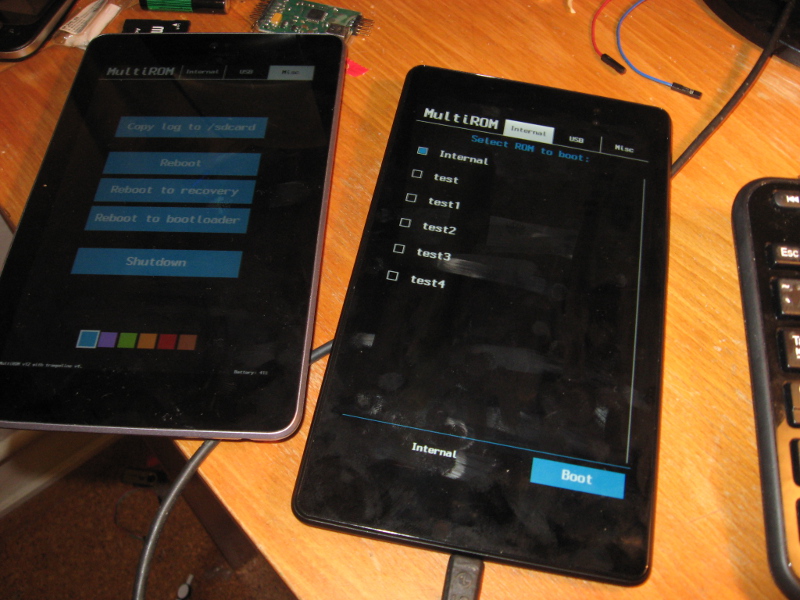 MultiROM Internal USB Misc
Copy log to /sdcard
Reboot
Reboot to recovery
Reboot to bootloader
Shutdown
MultiROM Internal USB Misc
Select ROM to boot:
Internal
test
test1
test2
test3
test4
Internal
Boot
Esc